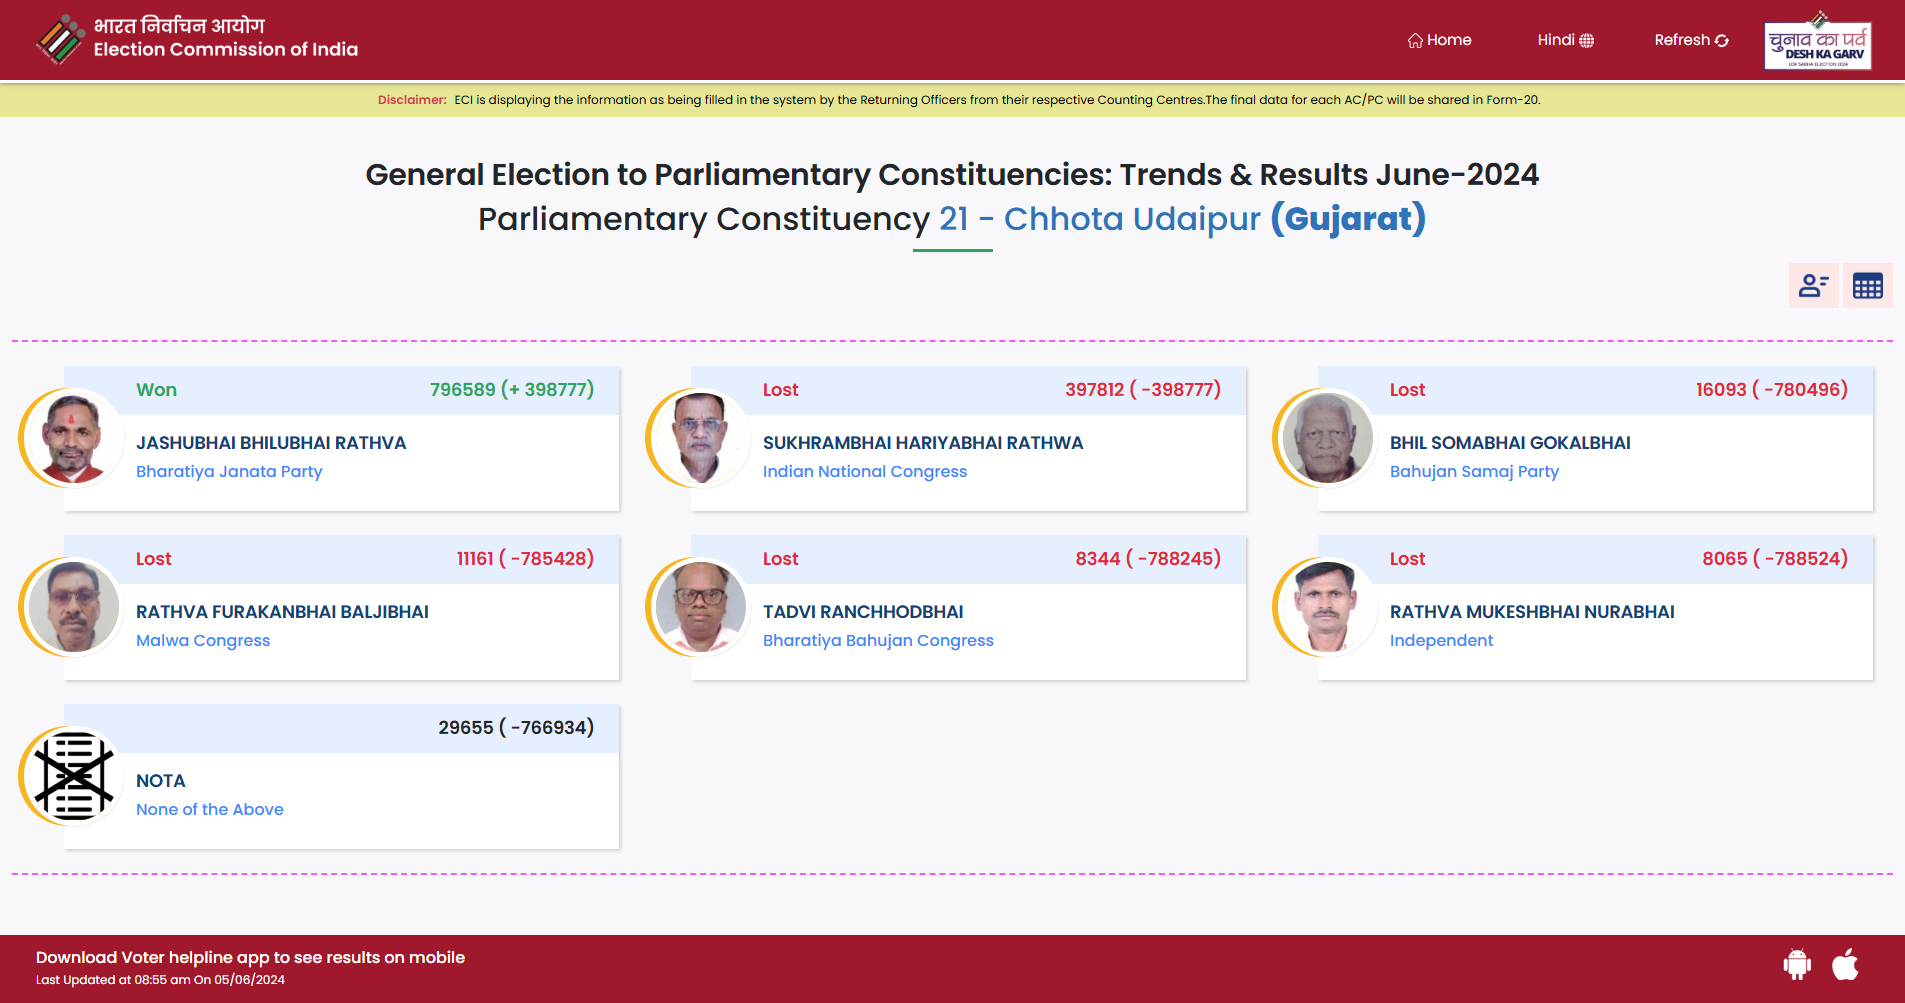 भारत निर्वाचन आयोग
Election Commission of India
Home
Hindi
Refresh
चुनाव का पर्व
DESH KA GARV
LOK SABHA ELECTION 2024
Disclaimer: ECI is displaying the information as being filled in the system by the Returning Officers from their respective Counting Centres.The final data for each AC/PC will be shared in Form-20.
General Election to Parliamentary Constituencies: Trends & Results June-2024
Parliamentary Constituency 21 - Chhota Udaipur (Gujarat)
Won 796589 (+ 398777)
JASHUBHAI BHILUBHAI RATHVA
Bharatiya Janata Party
Lost 397812 ( -398777)
SUKHRAMBHAI HARIYABHAI RATHWA
Indian National Congress
Lost 16093 ( -780496)
BHIL SOMABHAI GOKALBHAI
Bahujan Samaj Party
Lost 11161 ( -785428)
RATHVA FURAKANBHAI BALJIBHAI
Malwa Congress
Lost 8344 ( -788245)
TADVI RANCHHODBHAI
Bharatiya Bahujan Congress
Lost 8065 ( -788524)
RATHVA MUKESHBHAI NURABHAI
Independent
29655 ( -766934)
NOTA
None of the Above
Download Voter helpline app to see results on mobile
Last Updated at 08:55 am On 05/06/2024